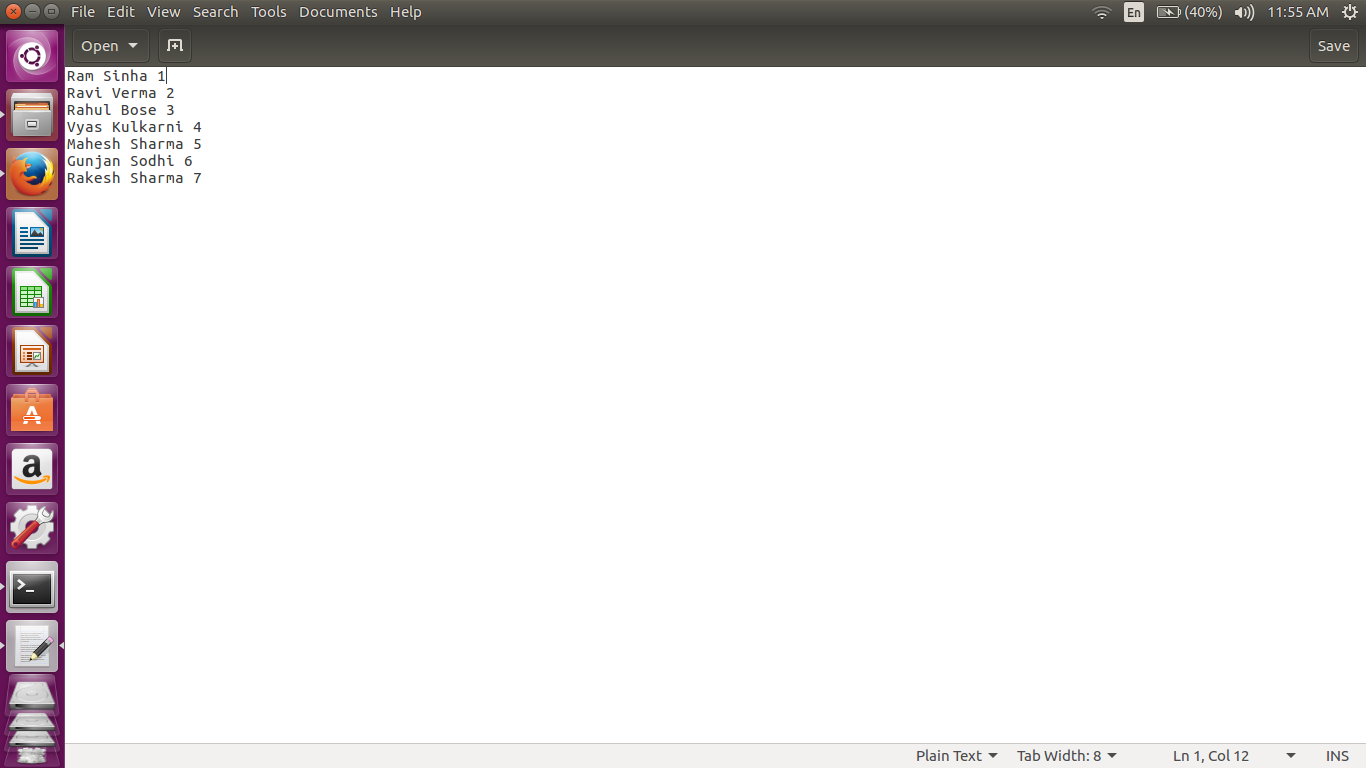 File Edit View Search Tools Documents Help En (40%) 11:55 AM
Open Save
Ram Sinha 1
Ravi Verma 2
Rahul Bose 3
Vyas Kulkarni 4
Mahesh Sharma 5
Gunjan Sodhi 6
Rakesh Sharma 7
A
a
>_
Plain Text Tab Width: 8 Ln 1, Col 12 INS